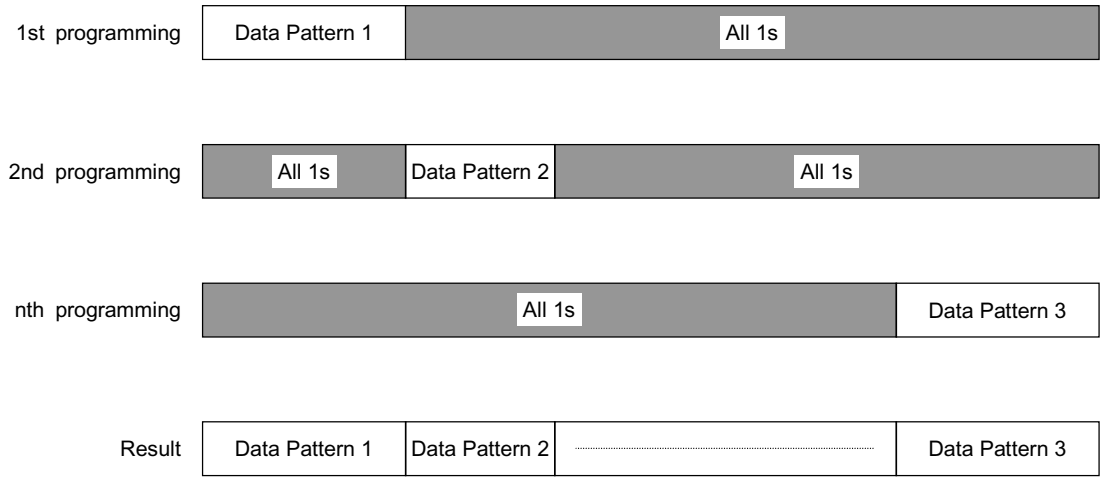 1st programming Data Pattern 1 All 1s
2nd programming All 1s Data Pattern 2 All 1s
nth programming All 1s Data Pattern 3
Result Data Pattern 1 Data Pattern 2 Data Pattern 3